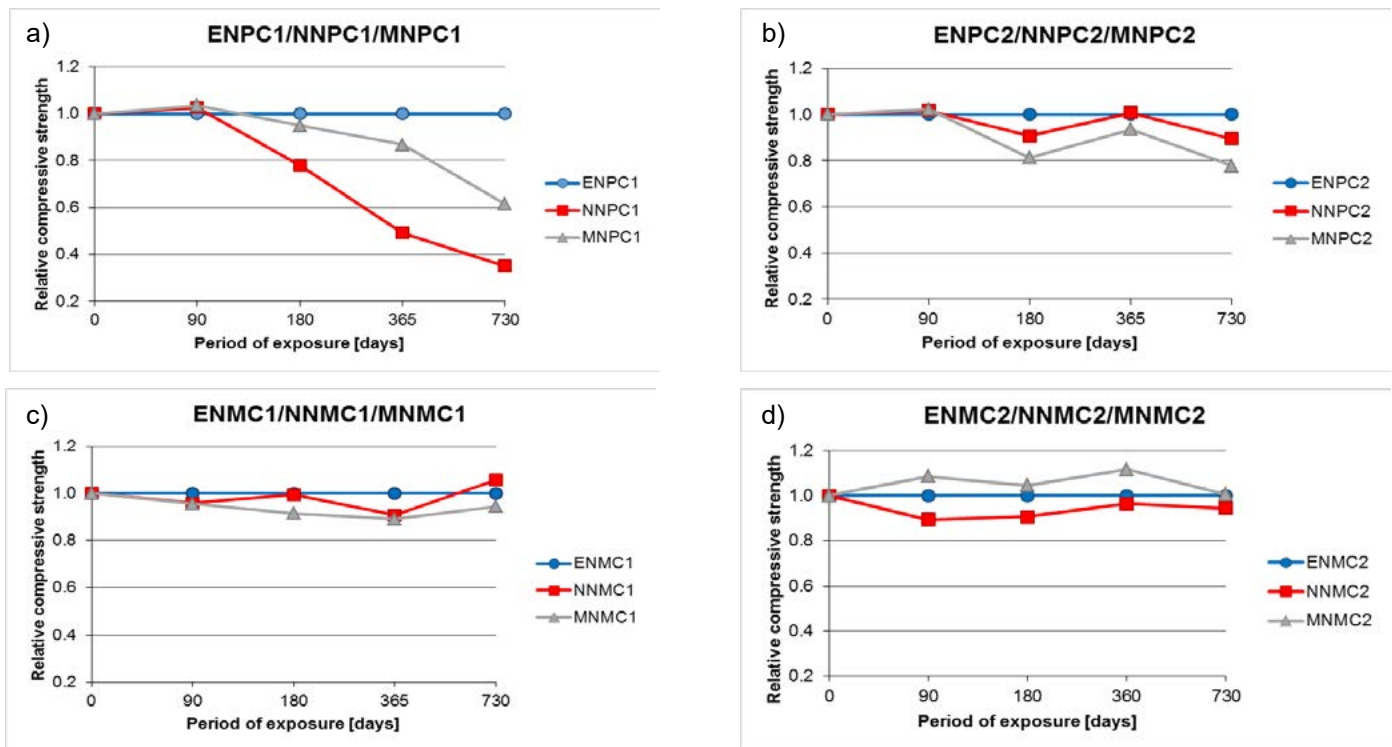 a)
ENPC1/NNPC1/MNPC1
Relative compressive strength
1.2
1.0
0.8
0.6
0.4
0.2
0 90 180 365 730
Period of exposure [days]
ENPC1
NNPC1
MNPC1
b)
ENPC2/NNPC2/MNPC2
Relative compressive strength
1.2
1.0
0.8
0.6
0.4
0.2
0 90 180 365 730
Period of exposure [days]
ENPC2
NNPC2
MNPC2
c)
ENMC1/NNMC1/MNMC1
Relative compressive strength
1.2
1.0
0.8
0.6
0.4
0.2
0 90 180 365 730
Period of exposure [days]
ENMC1
NNMC1
MNMC1
d)
ENMC2/NNMC2/MNMC2
Relative compressive strength
1.2
1.0
0.8
0.6
0.4
0.2
0 90 180 360 730
Period of exposure [days]
ENMC2
NNMC2
MNMC2